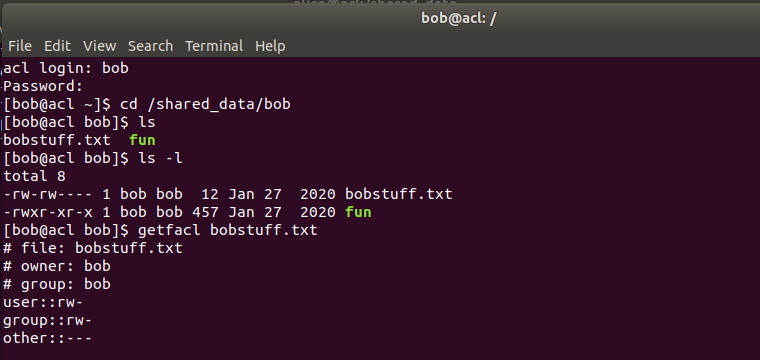 bob@acl: /
File Edit View Search Terminal Help
acl login: bob
Password:
[bob@acl ~]$ cd /shared_data/bob
[bob@acl bob]$ ls
bobstuff.txt  fun
[bob@acl bob]$ ls -l
total 8
-rw-rw---- 1 bob bob  12 Jan 27  2020 bobstuff.txt
-rwxr-xr-x 1 bob bob 457 Jan 27  2020 fun
[bob@acl bob]$ getfacl bobstuff.txt
# file: bobstuff.txt
# owner: bob
# group: bob
user::rw-
group::rw-
other::---